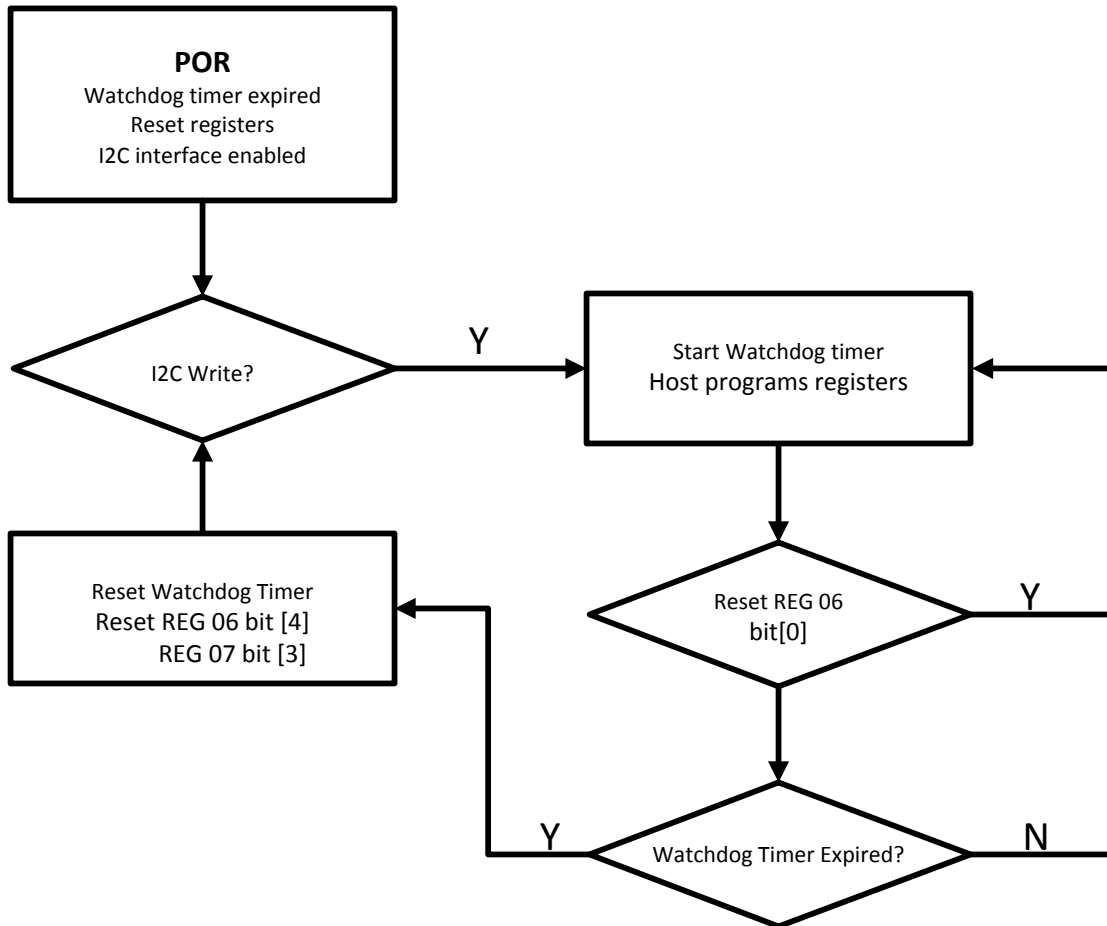 POR
Watchdog timer expired
Reset registers
I2C interface enabled
I2C Write?
Y
Start Watchdog timer
Host programs registers
Reset Watchdog Timer
Reset REG 06 bit [4]
REG 07 bit [3]
Reset REG 06
bit[0]
Y
Y
Watchdog Timer Expired?
N